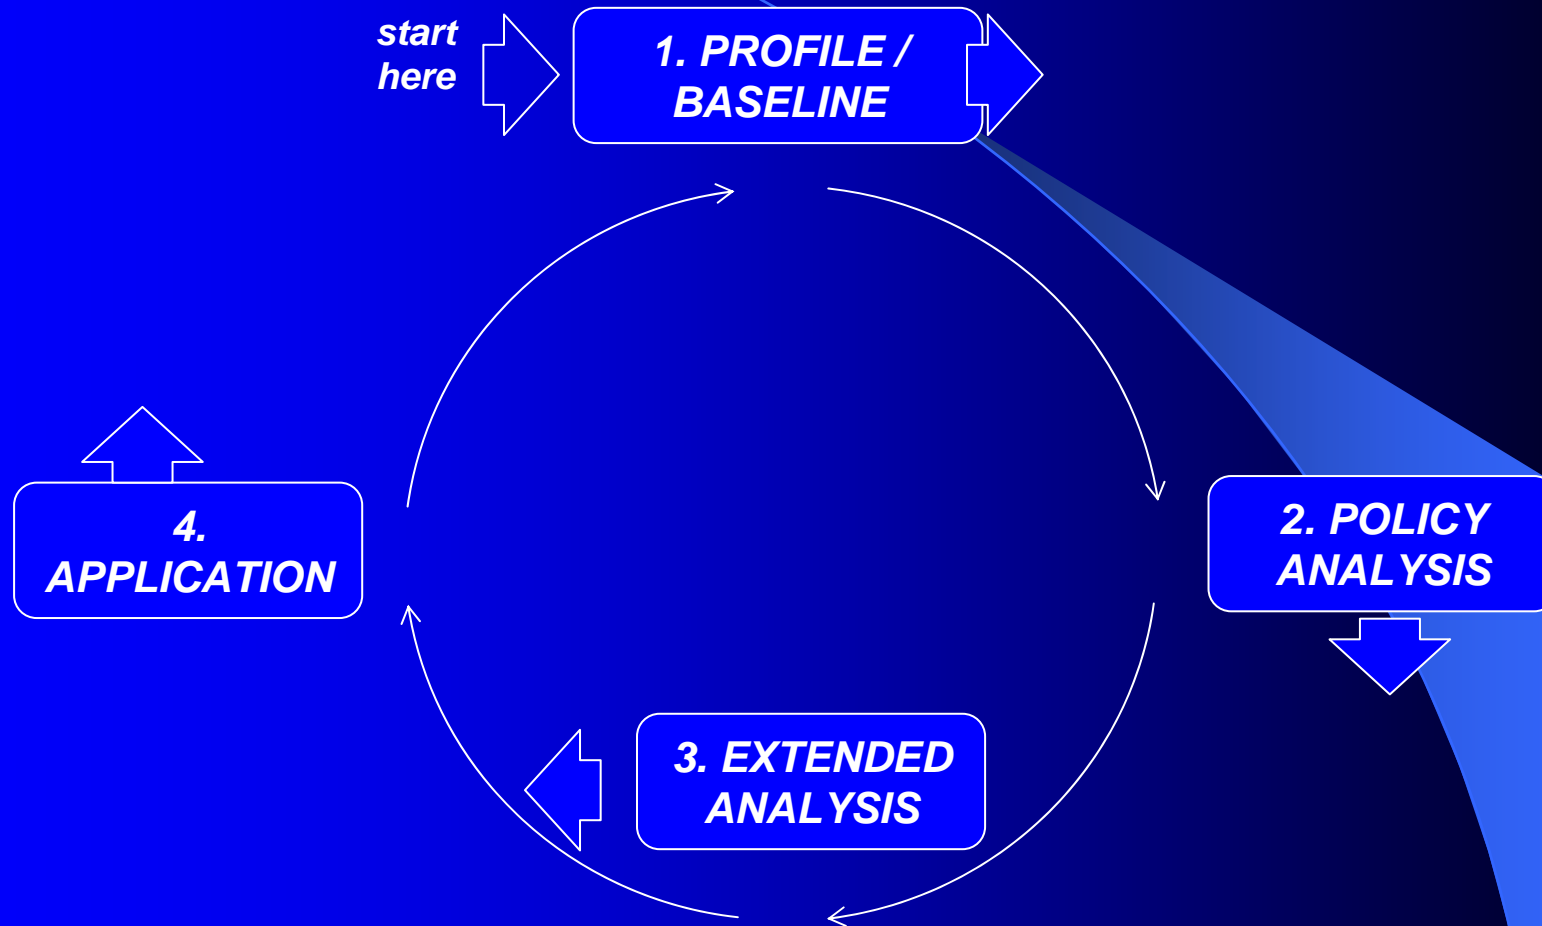 start
here
1. PROFILE /
BASELINE
2. POLICY
ANALYSIS
3. EXTENDED
ANALYSIS
4.
APPLICATION